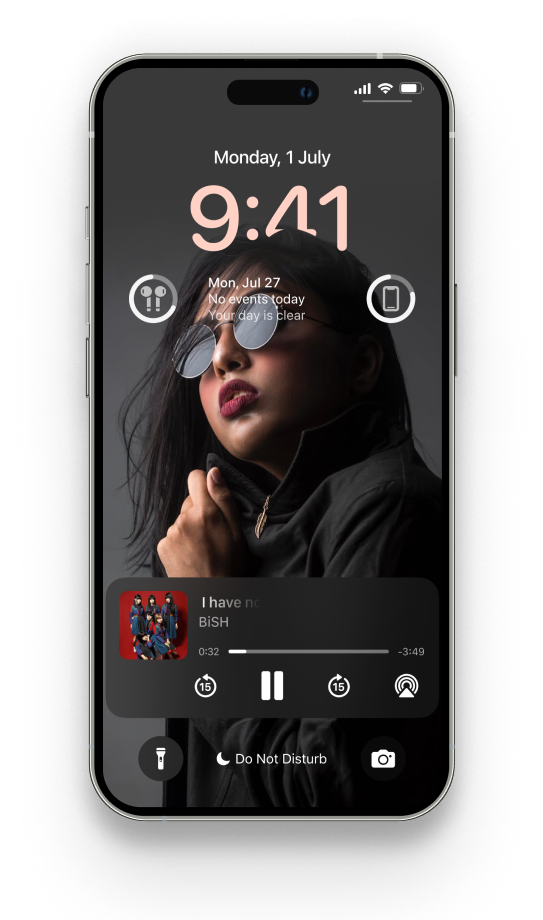 Monday, 1 July
9:41
Mon, Jul 27
No events today
Your day is clear
I have no
BiSH
0:32
-3:49
15
15
Do Not Disturb